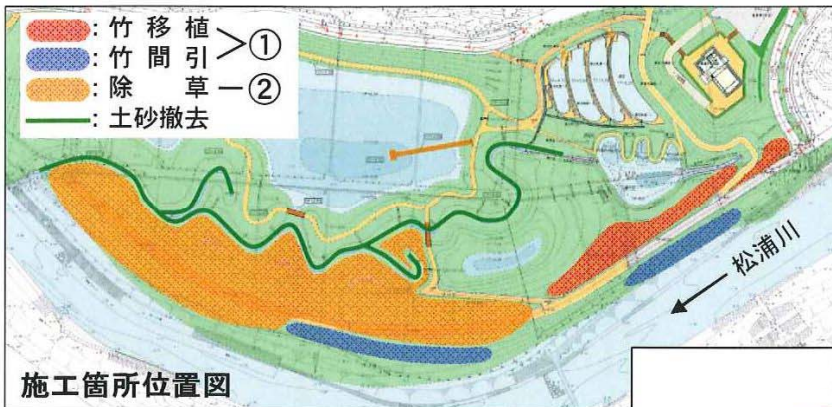 : 竹 移 植
: 竹 間 引
＞①
: 除 草 ー②
: 土砂撤去
松浦川
施工箇所位置図